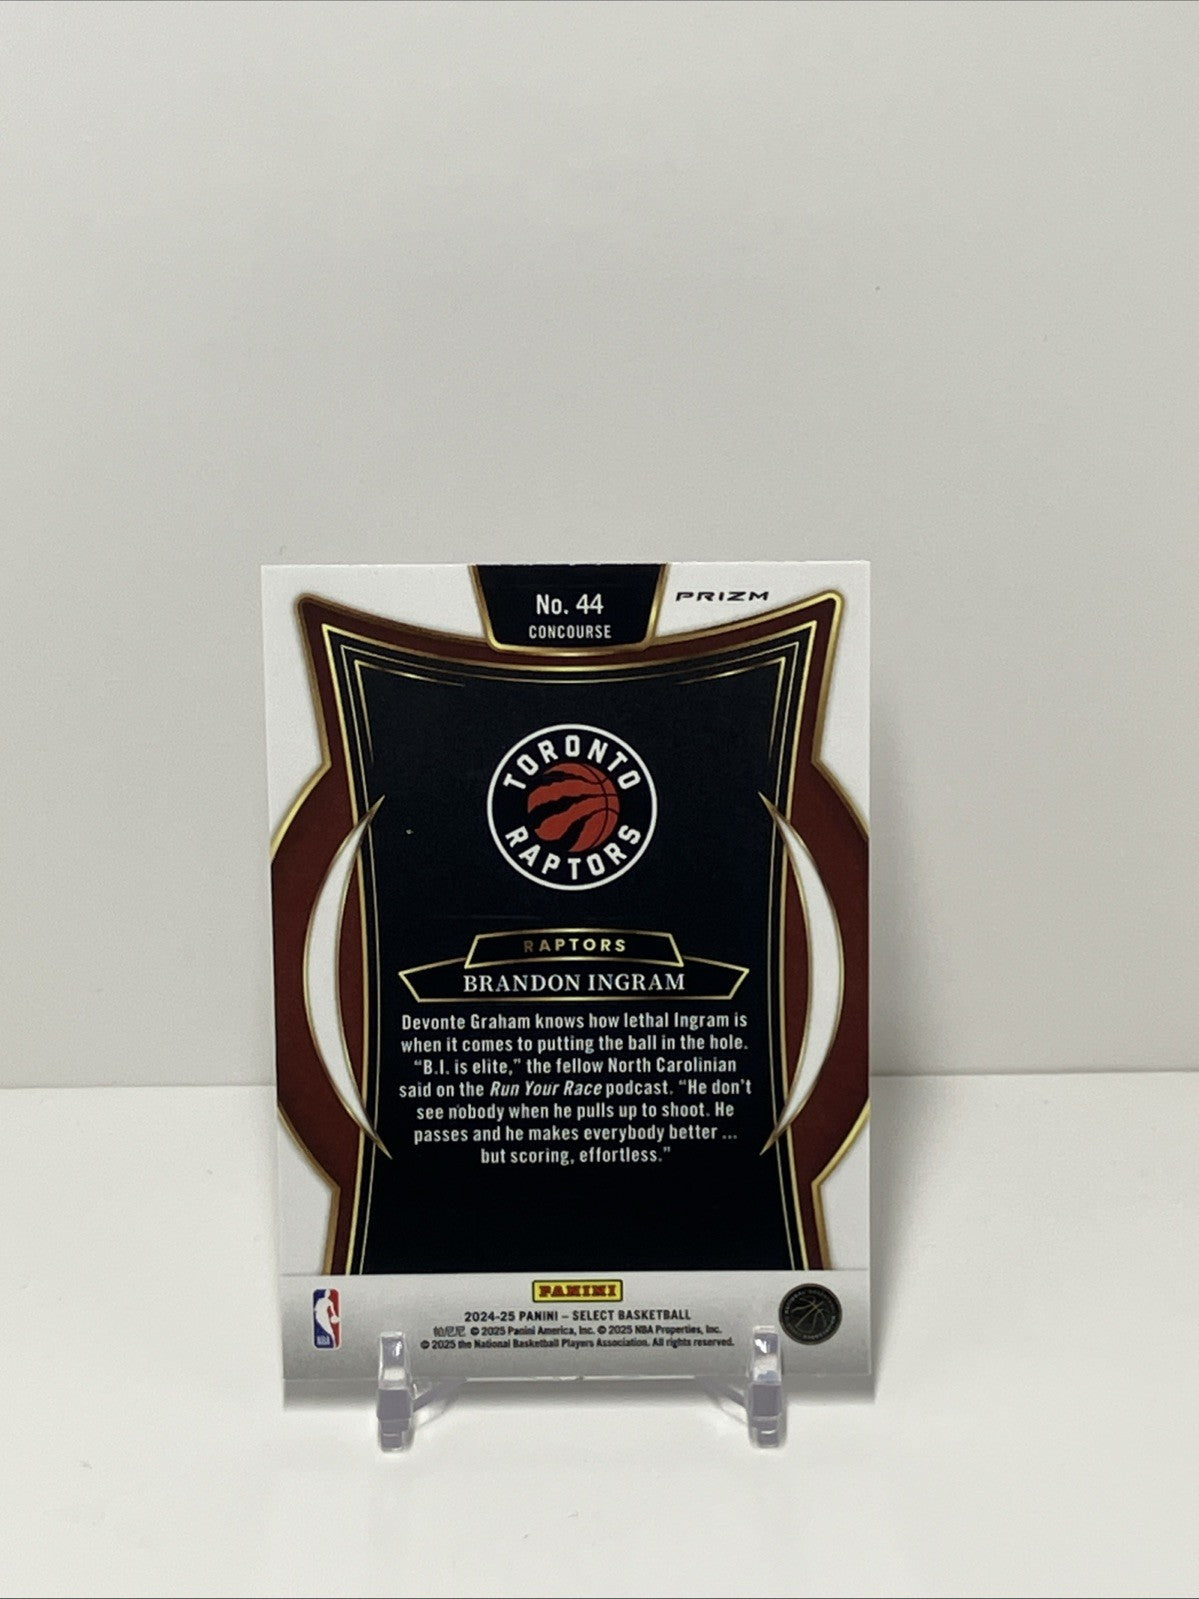 No. 44
CONCOURSE
PRIZM
TORONTO
RAPTORS
RAPTORS
BRANDON INGRAM
Devonte Graham knows how lethal Ingram is
when it comes to putting the ball in the hole.
“B.I. is elite,” the fellow North Carolinian
said on the Run Your Race podcast. “He don’t
see nobody when he pulls up to shoot. He
passes and he makes everybody better ...
but scoring, effortless.”
PANINI
2024-25 PANINI – SELECT BASKETBALL
帕尼尼 © 2025 Panini America, Inc. © 2025 NBA Properties, Inc.
© 2025 the National Basketball Players Association. All rights reserved.
NBA